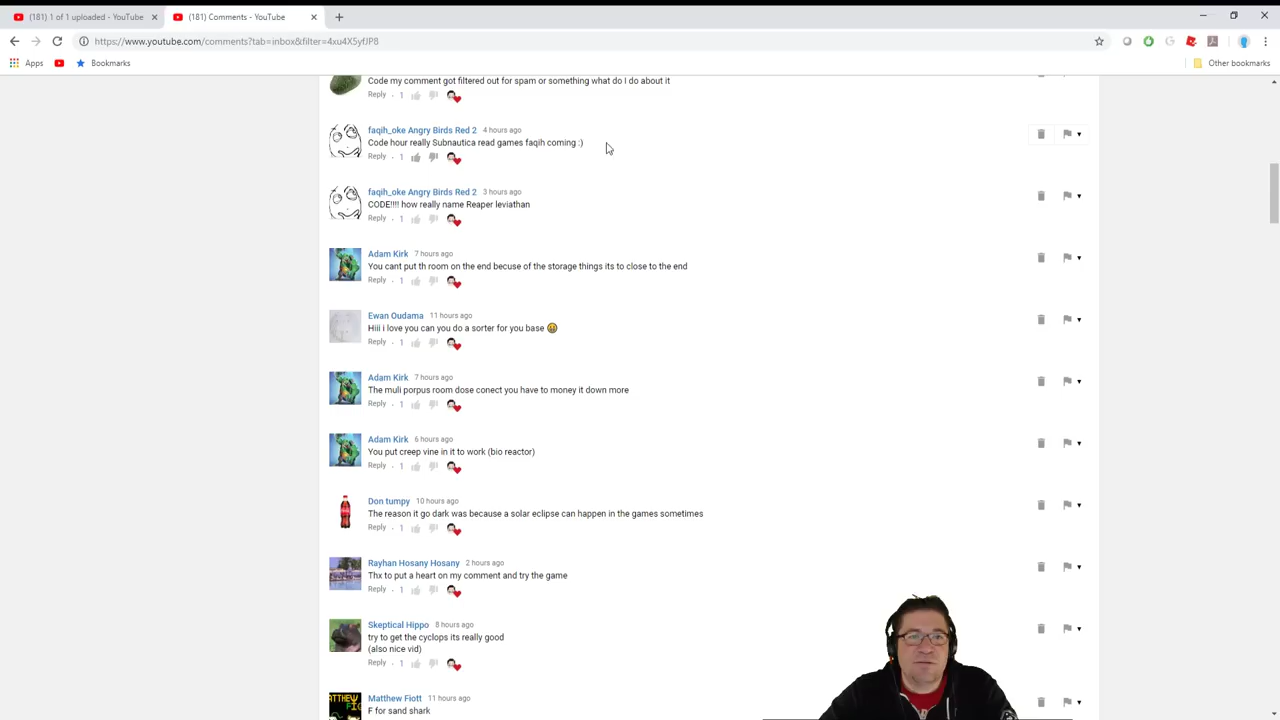 (181) 1 of 1 uploaded - YouTube
(181) Comments - YouTube
https://www.youtube.com/comments?tab=inbox&filter=4xu4X5yfJP8
Apps
Bookmarks
Other bookmarks
Code my comment got filtered out for spam or something what do I do about it
Reply . 1
faqih_oke Angry Birds Red 2 4 hours ago
Code hour really Subnautica read games faqih coming :)
Reply . 1
faqih_oke Angry Birds Red 2 3 hours ago
CODE!!!! how really name Reaper leviathan
Reply . 1
Adam Kirk 7 hours ago
You cant put th room on the end becuse of the storage things its to close to the end
Reply . 1
Ewan Oudama 11 hours ago
Hiii i love you can you do a sorter for you base 😀
Reply . 1
Adam Kirk 7 hours ago
The muli porpus room dose conect you have to money it down more
Reply . 1
Adam Kirk 6 hours ago
You put creep vine in it to work (bio reactor)
Reply . 1
Don tumpy 10 hours ago
The reason it go dark was because a solar eclipse can happen in the games sometimes
Reply . 1
Rayhan Hosany Hosany 2 hours ago
Thx to put a heart on my comment and try the game
Reply . 1
Skeptical Hippo 8 hours ago
try to get the cyclops its really good
(also nice vid)
Reply . 1
Matthew Fiott 11 hours ago
F for sand shark